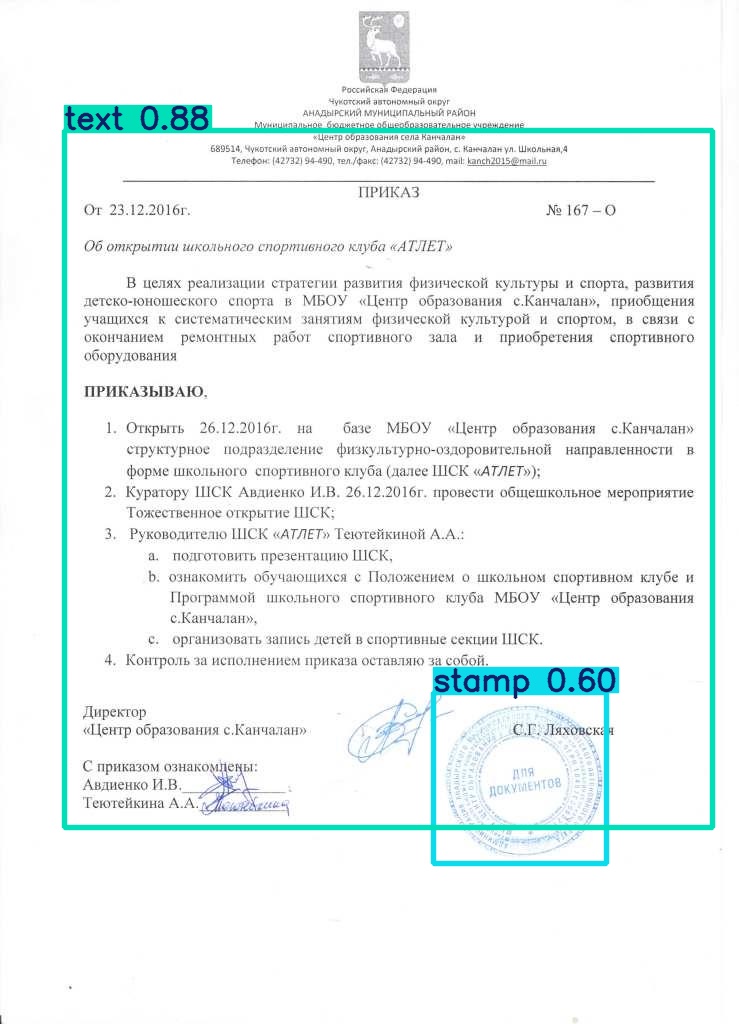 Российская Федерация
Чукотский автономный округ
АНАДЫРСКИЙ МУНИЦИПАЛЬНЫЙ РАЙОН
text 0.88
Муниципальное бюджетное общеобразовательное учреждение
«Центр образования села Канчалан»
689514, Чукотский автономный округ, Анадырский район, с. Канчалан ул. Школьная,4
Телефон: (42732) 94-490, тел./факс: (42732) 94-490, mail: kanch2015@mail.ru
ПРИКАЗ
От 23.12.2016г. № 167 – О
Об открытии школьного спортивного клуба «АТЛЕТ»
В целях реализации стратегии развития физической культуры и спорта, развития
детско-юношеского спорта в МБОУ «Центр образования с.Канчалан», приобщения
учащихся к систематическим занятиям физической культурой и спортом, в связи с
окончанием ремонтных работ спортивного зала и приобретения спортивного
оборудования
ПРИКАЗЫВАЮ,
1. Открыть 26.12.2016г. на базе МБОУ «Центр образования с.Канчалан»
структурное подразделение физкультурно-оздоровительной направленности в
форме школьного спортивного клуба (далее ШСК «АТЛЕТ»);
2. Куратору ШСК Авдиенко И.В. 26.12.2016г. провести общешкольное мероприятие
Тожественное открытие ШСК;
3. Руководителю ШСК «АТЛЕТ» Теютейкиной А.А.:
a. подготовить презентацию ШСК,
b. ознакомить обучающихся с Положением о школьном спортивном клубе и
Программой школьного спортивного клуба МБОУ «Центр образования
с.Канчалан»,
c. организовать запись детей в спортивные секции ШСК.
4. Контроль за исполнением приказа оставляю за собой.
stamp 0.60
Директор
«Центр образования с.Канчалан» С.Г. Ляховская
С приказом ознакомлены:
Авдиенко И.В.
Теютейкина А.А.
ДЛЯ
ДОКУМЕНТОВ